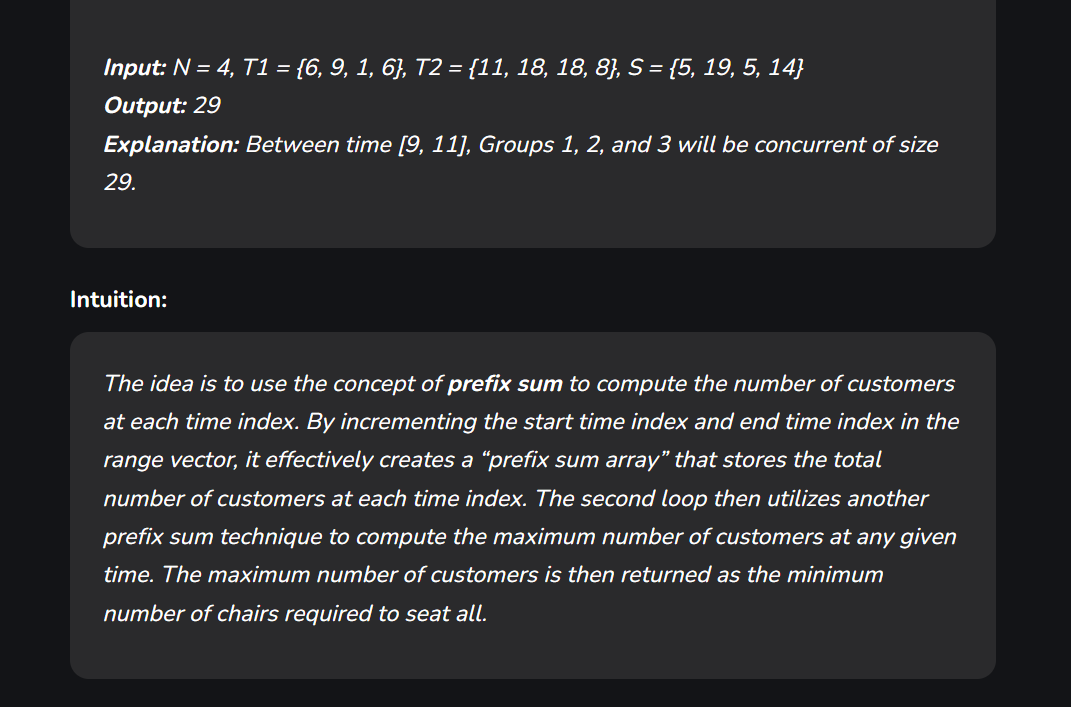 Input: N = 4, T1 = {6, 9, 1, 6}, T2 = {11, 18, 18, 8}, S = {5, 19, 5, 14}
Output: 29
Explanation: Between time [9, 11], Groups 1, 2, and 3 will be concurrent of size
29.
Intuition:
The idea is to use the concept of prefix sum to compute the number of customers
at each time index. By incrementing the start time index and end time index in the
range vector, it effectively creates a “prefix sum array” that stores the total
number of customers at each time index. The second loop then utilizes another
prefix sum technique to compute the maximum number of customers at any given
time. The maximum number of customers is then returned as the minimum
number of chairs required to seat all.